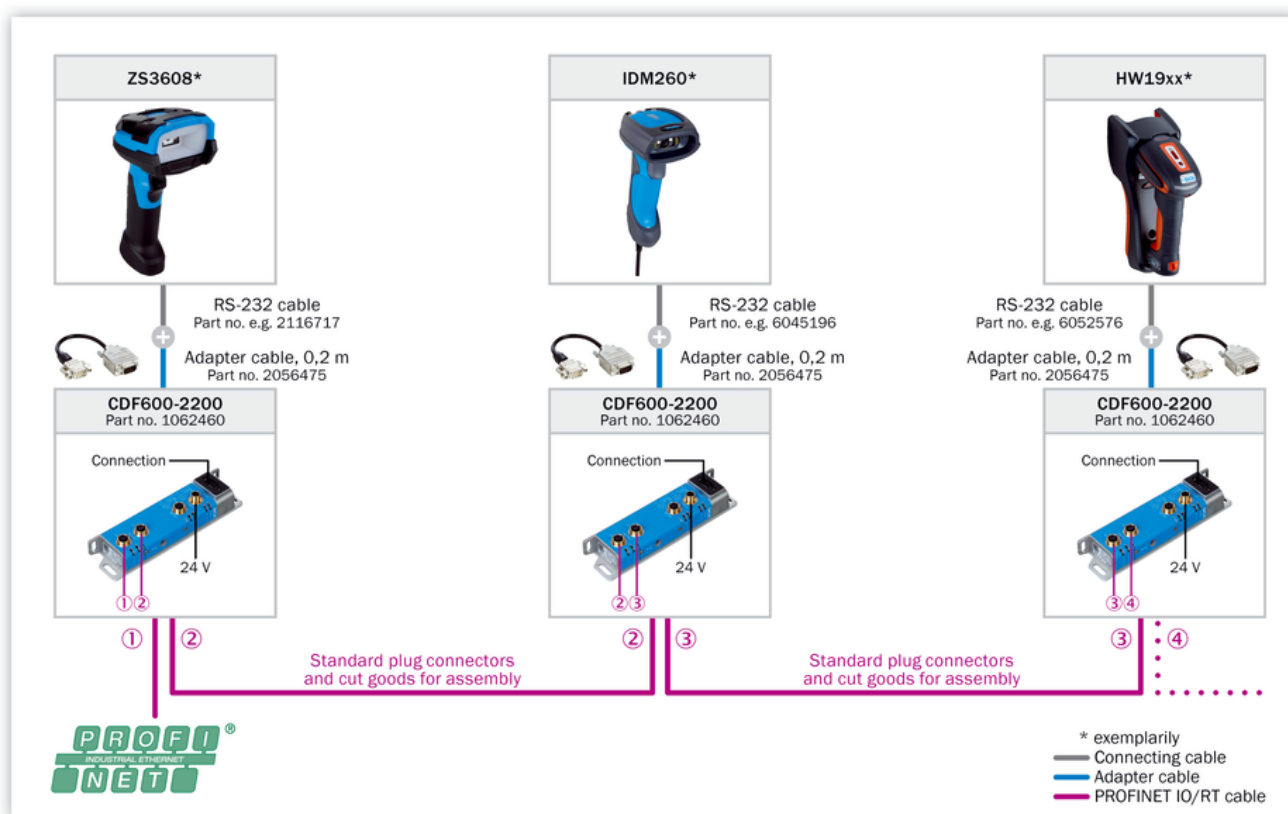 ZS3608*
RS-232 cable
Part no. e.g. 2116717
Adapter cable, 0,2 m
Part no. 2056475
CDF600-2200
Part no. 1062460
Connection
24 V
①②
① ②
IDM260*
RS-232 cable
Part no. e.g. 6045196
Adapter cable, 0,2 m
Part no. 2056475
CDF600-2200
Part no. 1062460
Connection
24 V
②③
② ③
HW19xx*
RS-232 cable
Part no. e.g. 6052576
Adapter cable, 0,2 m
Part no. 2056475
CDF600-2200
Part no. 1062460
Connection
24 V
③④
③ ④
Standard plug connectors
and cut goods for assembly
Standard plug connectors
and cut goods for assembly
PROFI®
INDUSTRIAL ETHERNET
NET
* exemplarily
Connecting cable
Adapter cable
PROFINET IO/RT cable